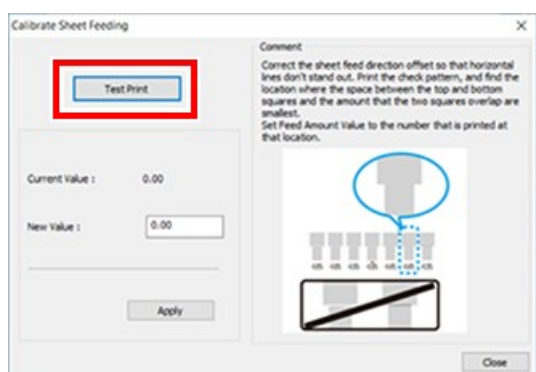 Calibrate Sheet Feeding
Test Print
Current Value :
0.00
New Value :
0.00
Apply
Comment
Correct the sheet feed direction offset so that horizontal
lines don't stand out. Print the check pattern, and find the
location where the space between the top and bottom
squares and the amount that the two squares overlap are
smallest.
Set Feed Amount Value to the number that is printed at
that location.
Close